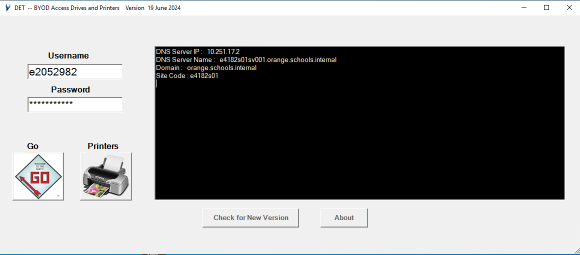 DET -- BYOD Access Drives and Printers Version 19 June 2024
Username
e2052982
Password
***********
Go
Printers
GO
DNS Server IP : 10.251.17.2
DNS Server Name : e4182s01sv001.orange.schools.internal
Domain : orange.schools.internal
Site Code : e4182s01
Check for New Version
About